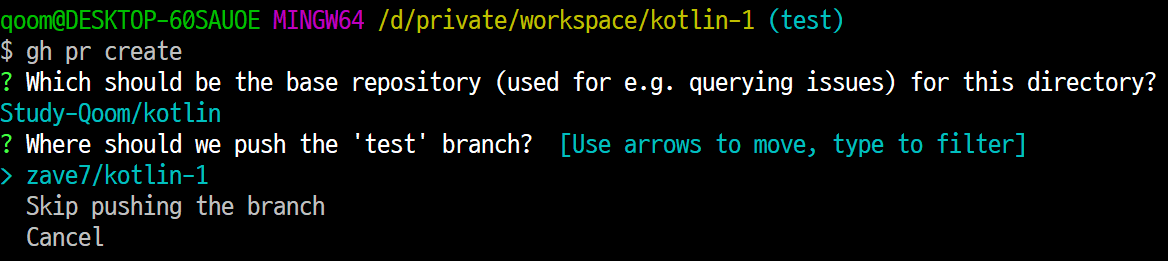 qoom@DESKTOP-60SAUOE MINGW64 /d/private/workspace/kotlin-1 (test)
$ gh pr create
? Which should be the base repository (used for e.g. querying issues) for this directory?
Study-Qoom/kotlin
? Where should we push the 'test' branch?  [Use arrows to move, type to filter]
> zave7/kotlin-1
  Skip pushing the branch
  Cancel